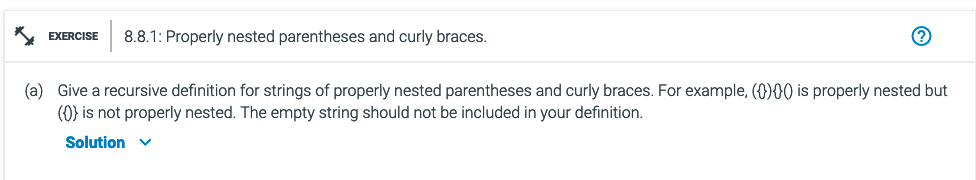 EXERCISE 8.8.1: Properly nested parentheses and curly braces. ?
(a) Give a recursive definition for strings of properly nested parentheses and curly braces. For example, ({}){}() is properly nested but
({)} is not properly nested. The empty string should not be included in your definition.
Solution